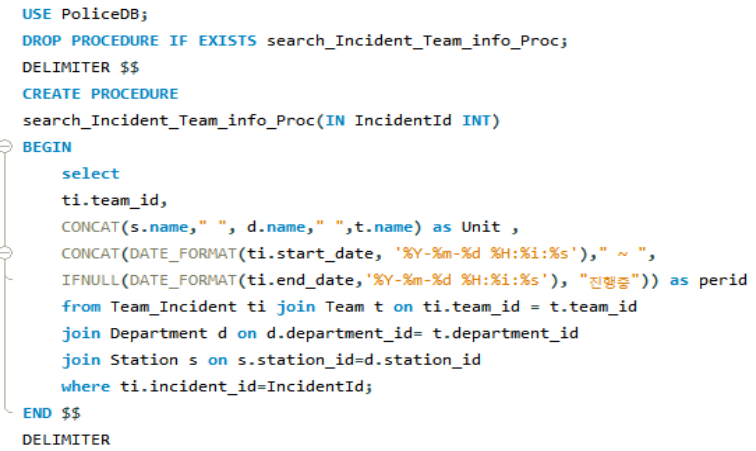 USE PoliceDB;
DROP PROCEDURE IF EXISTS search_Incident_Team_info_Proc;
DELIMITER $$
CREATE PROCEDURE
search_Incident_Team_info_Proc(IN IncidentId INT)
BEGIN
select
ti.team_id,
CONCAT(s.name," ", d.name," ",t.name) as Unit ,
CONCAT(DATE_FORMAT(ti.start_date, '%Y-%m-%d %H:%i:%s')," ~ ",
IFNULL(DATE_FORMAT(ti.end_date,'%Y-%m-%d %H:%i:%s'), "진행중")) as perid
from Team_Incident ti join Team t on ti.team_id = t.team_id
join Department d on d.department_id= t.department_id
join Station s on s.station_id=d.station_id
where ti.incident_id=IncidentId;
END $$
DELIMITER